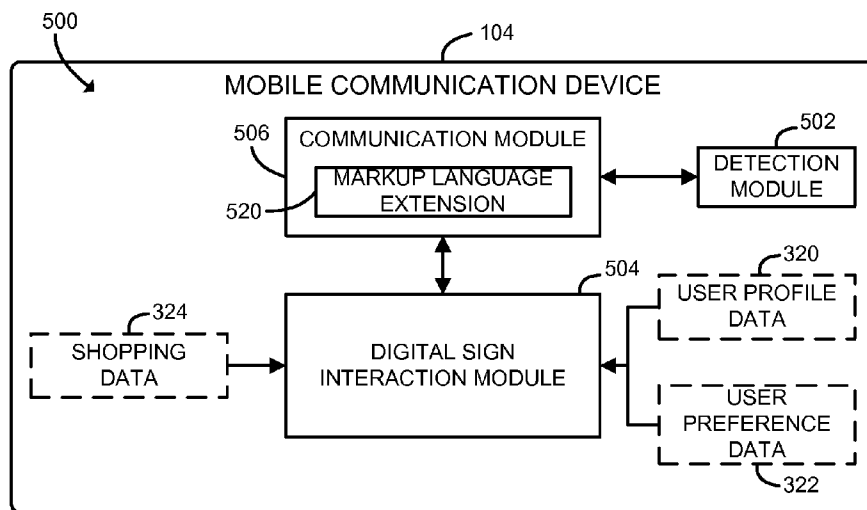 500
104
MOBILE COMMUNICATION DEVICE
506
COMMUNICATION MODULE
502
DETECTION
MODULE
520
MARKUP LANGUAGE
EXTENSION
504
320
USER PROFILE
DATA
324
SHOPPING
DATA
DIGITAL SIGN
INTERACTION MODULE
USER
PREFERENCE
DATA
322